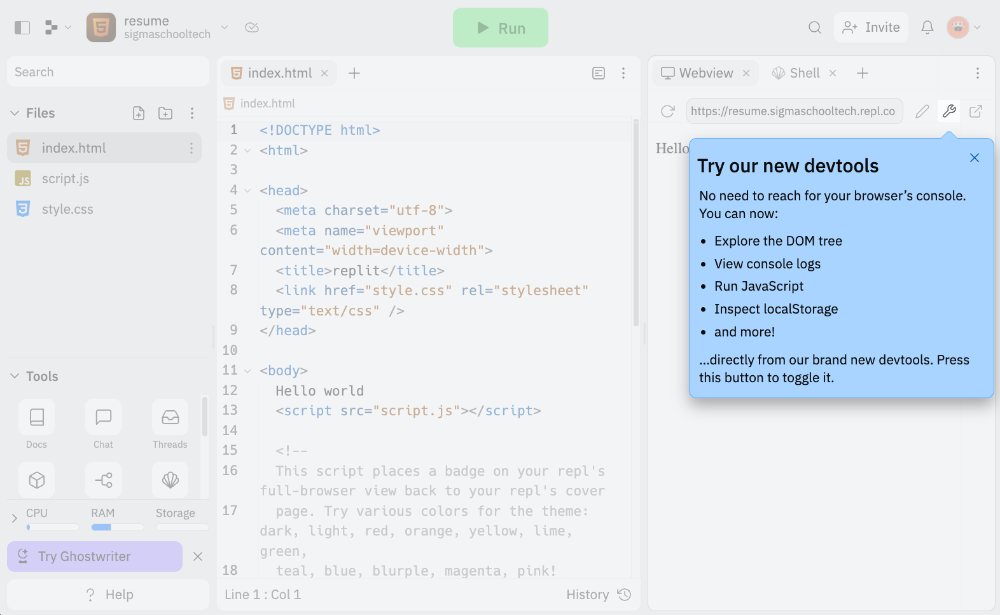 resume
sigmaschooltech
Run
Invite
Search
Files
index.html
script.js
style.css
Tools
Docs
Chat
Threads
CPU
RAM
Storage
Try Ghostwriter
Help
index.html
index.html
1 <!DOCTYPE html>
2 <html>
3
4 <head>
5 <meta charset="utf-8">
6 <meta name="viewport"
content="width=device-width">
7 <title>replit</title>
8 <link href="style.css" rel="stylesheet"
type="text/css" />
9 </head>
10
11 <body>
12 Hello world
13 <script src="script.js"></script>
14
15 <!--
16 This script places a badge on your repl's
full-browser view back to your repl's cover
17 page. Try various colors for the theme:
dark, light, red, orange, yellow, lime,
green,
18 teal, blue, blurple, magenta, pink!
Line 1 : Col 1
History
Webview
Shell
https://resume.sigmaschooltech.repl.co
Hello
Try our new devtools
No need to reach for your browser’s console.
You can now:
• Explore the DOM tree
• View console logs
• Run JavaScript
• Inspect localStorage
• and more!
...directly from our brand new devtools. Press
this button to toggle it.